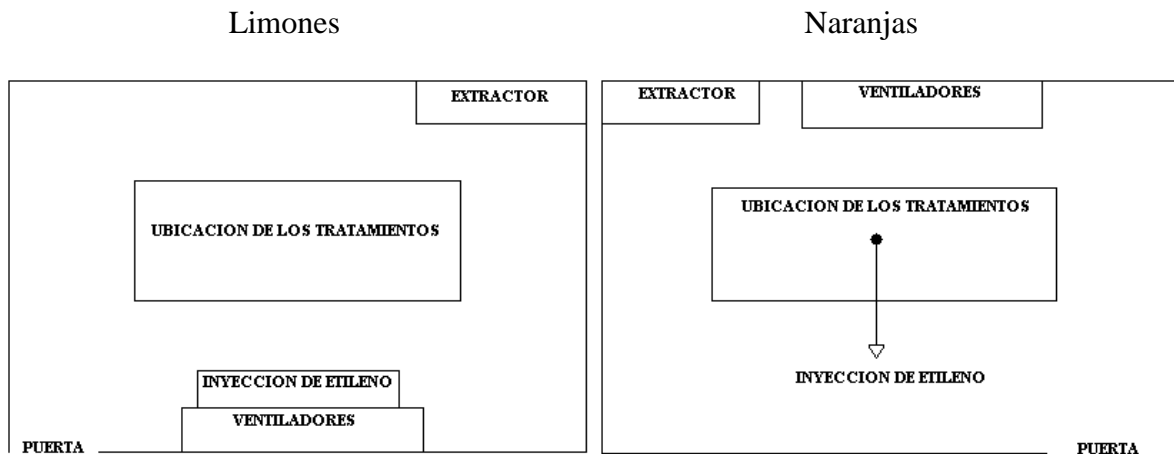 Limones
EXTRACTOR
UBICACION DE LOS TRATAMIENTOS
INYECCION DE ETILENO
VENTILADORES
PUERTA
Naranjas
EXTRACTOR
VENTILADORES
UBICACION DE LOS TRATAMIENTOS
INYECCION DE ETILENO
PUERTA